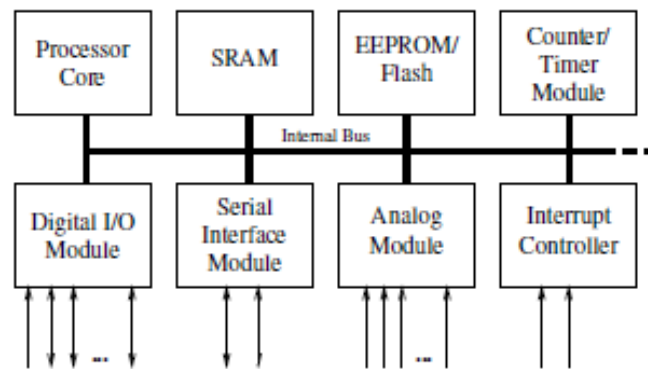 Processor
Core
SRAM
EEPROM/
Flash
Counter/
Timer
Module
Internal Bus
Digital I/O
Module
Serial
Interface
Module
Analog
Module
Interrupt
Controller
...
...